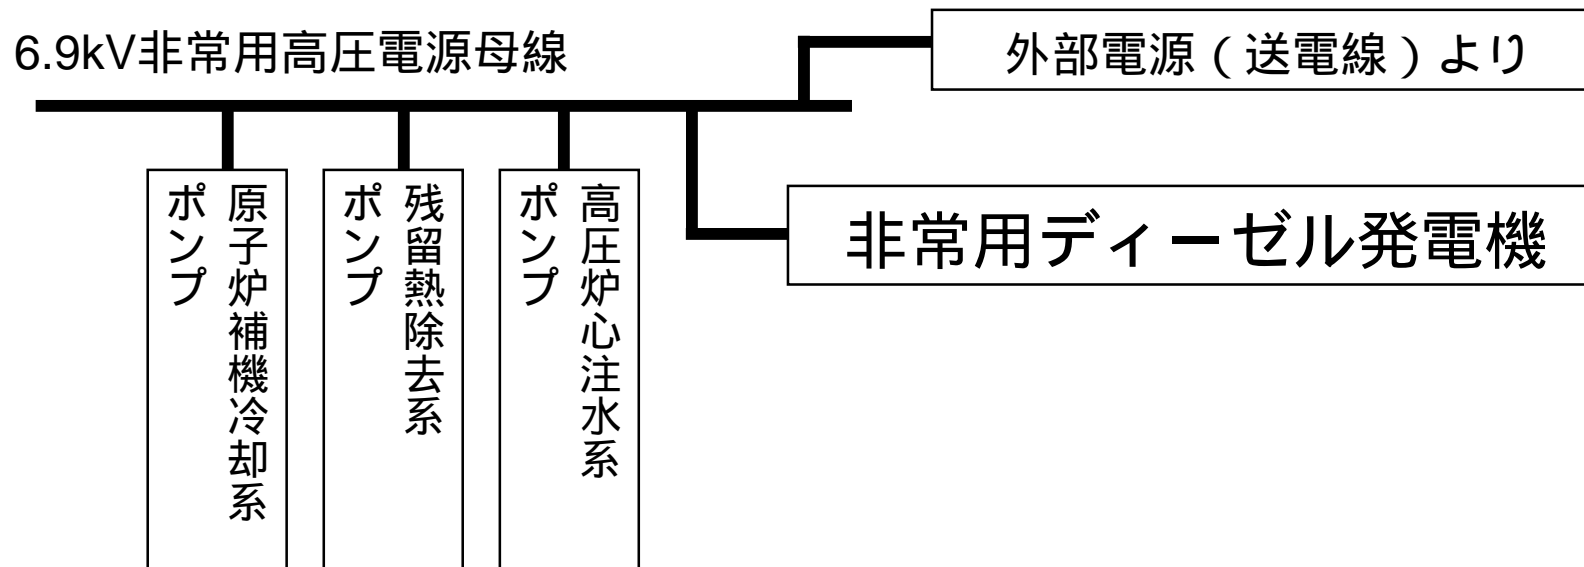 6.9kV非常用高圧電源母線
外部電源（送電線）より
非常用ディーゼル発電機
原子炉補機冷却系
ポンプ
残留熱除去系
ポンプ
高圧炉心注水系
ポンプ